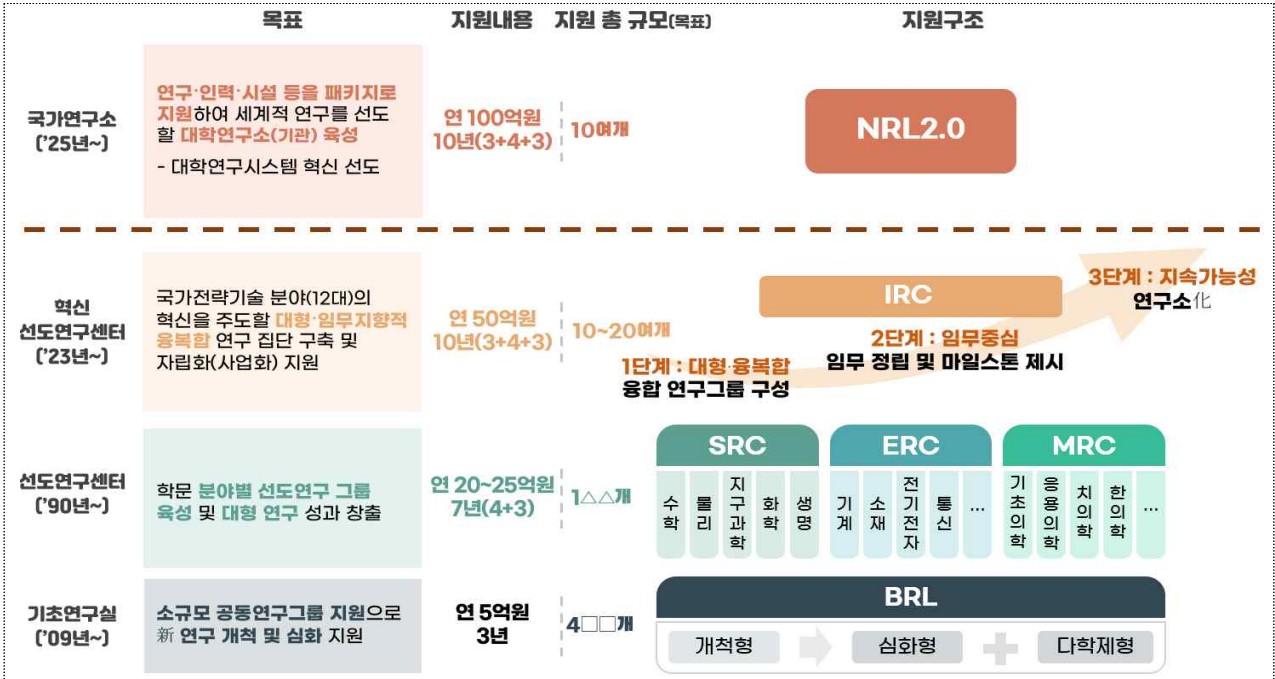 목표 지원내용 지원 총 규모(목표) 지원구조
국가연구소
('25년~)
연구·인력·시설 등을 패키지로
지원하여 세계적 연구를 선도
할 대학연구소(기관) 육성
- 대학연구시스템 혁신 선도
연 100억원
10년(3+4+3)
10여개
NRL2.0
혁신
선도연구센터
('23년~)
국가전략기술 분야(12대)의
혁신을 주도할 대형·임무지향적
융복합 연구 집단 구축 및
자립화(사업화) 지원
연 50억원
10년(3+4+3)
10~20여개
IRC
1단계 : 대형·융복합
융합 연구그룹 구성
2단계 : 임무중심
임무 정립 및 마일스톤 제시
3단계 : 지속가능성
연구소化
선도연구센터
('90년~)
학문 분야별 선도연구 그룹
육성 및 대형 연구 성과 창출
연 20~25억원
7년(4+3)
1△△개
SRC
수학
물리
지구과학
화학
생명
ERC
기계
소재
전기전자
통신
...
MRC
기초의학
응용의학
치의학
한의학
...
기초연구실
('09년~)
소규모 공동연구그룹 지원으로
新 연구 개척 및 심화 지원
연 5억원
3년
4□□개
BRL
개척형
심화형
다학제형